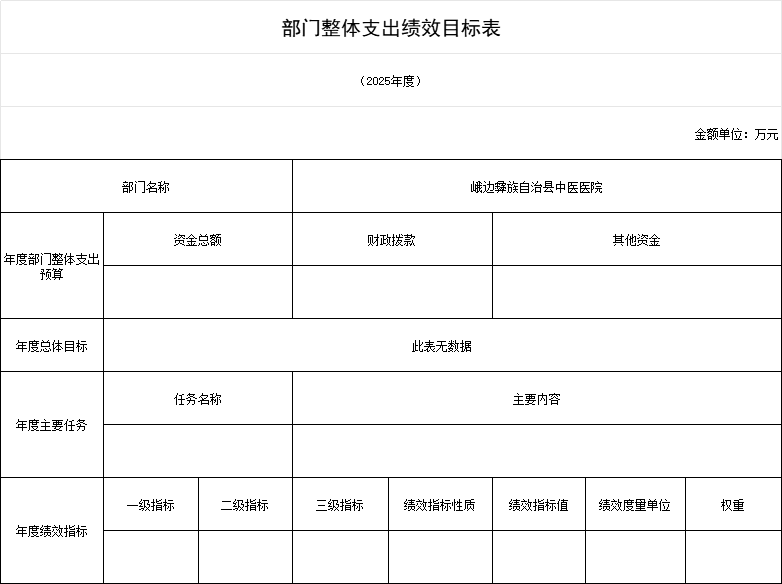 部门整体支出绩效目标表
（2025年度）
金额单位：万元
部门名称 峨边彝族自治县中医医院
年度部门整体支出
预算
资金总额 财政拨款 其他资金
年度总体目标 此表无数据
年度主要任务
任务名称 主要内容
年度绩效指标
一级指标 二级指标 三级指标 绩效指标性质 绩效指标值 绩效度量单位 权重